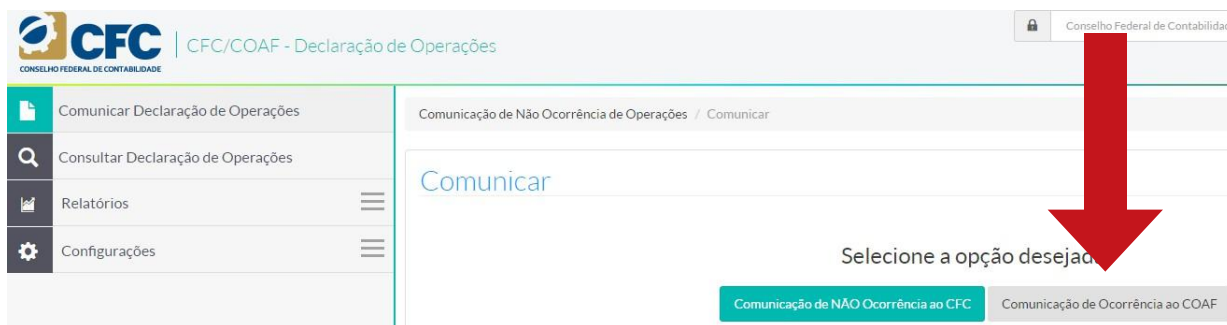 CFC
CONSELHO FEDERAL DE CONTABILIDADE
CFC/COAF - Declaração de Operações
Conselho Federal de
Comunicar Declaração de Operações
Consultar Declaração de Operações
Relatórios
Configurações
Comunicação de Não Ocorrência de Operações / Comunicar
Comunicar
Selecione a opção
Comunicação de NÃO Ocorrência ao CFC
Comunicação de Ocorrência ao COAF